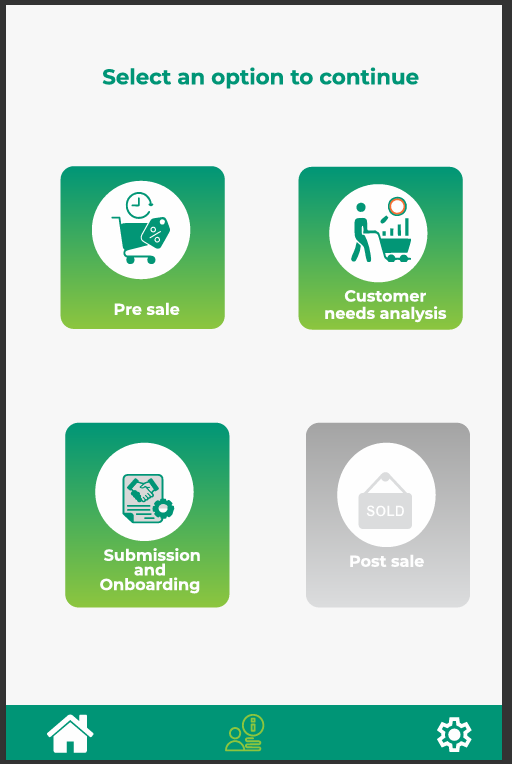 Select an option to continue
Pre sale
Customer
needs analysis
Submission
and
Onboarding
SOLD
Post sale